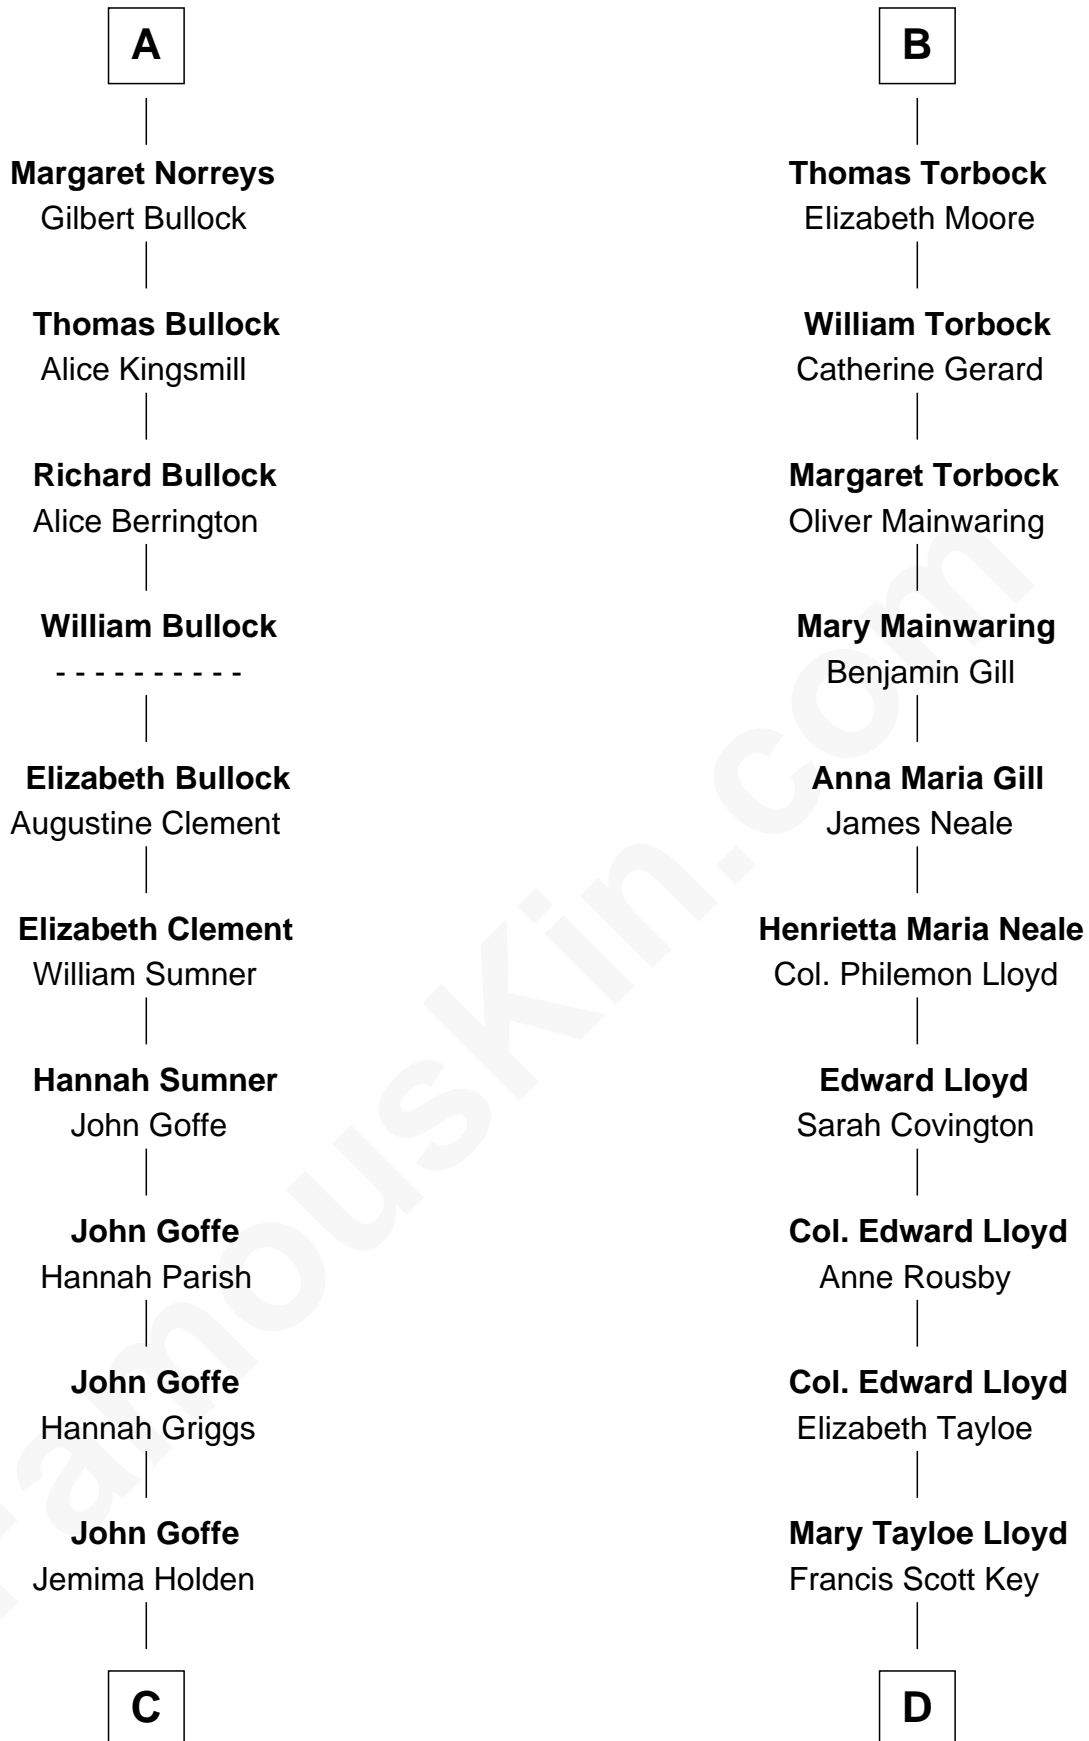 A
Margaret Norreys
Gilbert Bullock
Thomas Bullock
Alice Kingsmill
Richard Bullock
Alice Berrington
William Bullock
- - - - - - - - - -
Elizabeth Bullock
Augustine Clement
Elizabeth Clement
William Sumner
Hannah Sumner
John Goffe
John Goffe
Hannah Parish
John Goffe
Hannah Griggs
John Goffe
Jemima Holden
C
B
Thomas Torbock
Elizabeth Moore
William Torbock
Catherine Gerard
Margaret Torbock
Oliver Mainwaring
Mary Mainwaring
Benjamin Gill
Anna Maria Gill
James Neale
Henrietta Maria Neale
Col. Philemon Lloyd
Edward Lloyd
Sarah Covington
Col. Edward Lloyd
Anne Rousby
Col. Edward Lloyd
Elizabeth Tayloe
Mary Tayloe Lloyd
Francis Scott Key
D
FamousKin.com